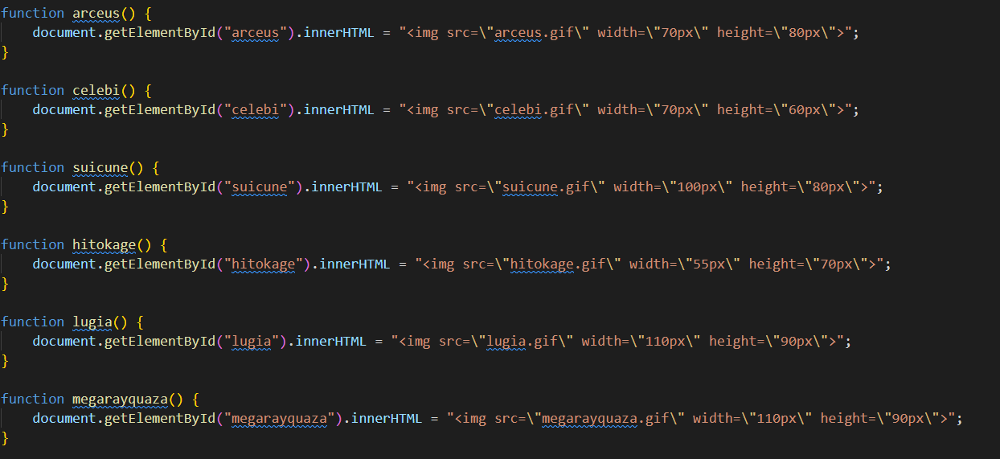 function arceus() {
    document.getElementById("arceus").innerHTML = "<img src=\"arceus.gif\" width=\"70px\" height=\"80px\">";
}
function celebi() {
    document.getElementById("celebi").innerHTML = "<img src=\"celebi.gif\" width=\"70px\" height=\"60px\">";
}
function suicune() {
    document.getElementById("suicune").innerHTML = "<img src=\"suicune.gif\" width=\"100px\" height=\"80px\">";
}
function hitokage() {
    document.getElementById("hitokage").innerHTML = "<img src=\"hitokage.gif\" width=\"55px\" height=\"70px\">";
}
function lugia() {
    document.getElementById("lugia").innerHTML = "<img src=\"lugia.gif\" width=\"110px\" height=\"90px\">";
}
function megarayquaza() {
    document.getElementById("megarayquaza").innerHTML = "<img src=\"megarayquaza.gif\" width=\"110px\" height=\"90px\">";
}